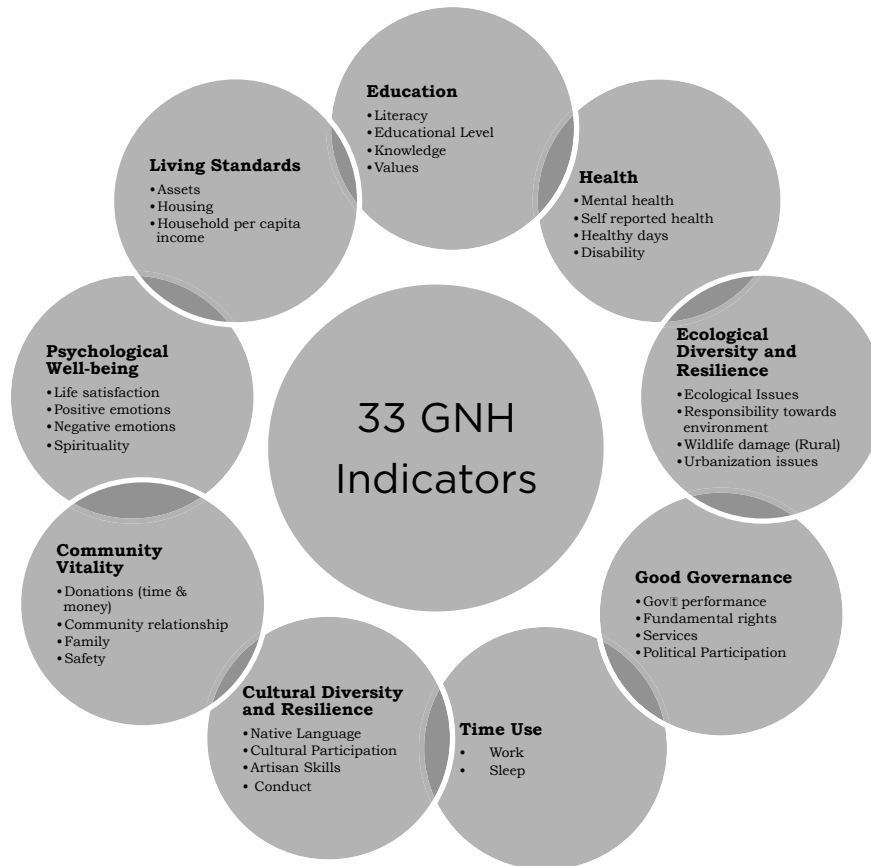 Education
•Literacy
•Educational Level
•Knowledge
•Values
Health
•Mental health
•Self reported health
•Healthy days
•Disability
Ecological
Diversity and
Resilience
•Ecological Issues
•Responsibility towards
environment
•Wildlife damage (Rural)
•Urbanization issues
Good Governance
•Gov performance
•Fundamental rights
•Services
•Political Participation
Time Use
• Work
• Sleep
Cultural Diversity
and Resilience
•Native Language
•Cultural Participation
•Artisan Skills
• Conduct
Community
Vitality
•Donations (time &
money)
•Community relationship
•Family
•Safety
Psychological
Well-being
•Life satisfaction
•Positive emotions
•Negative emotions
•Spirituality
Living Standards
•Assets
•Housing
•Household per capita
income
33 GNH
Indicators